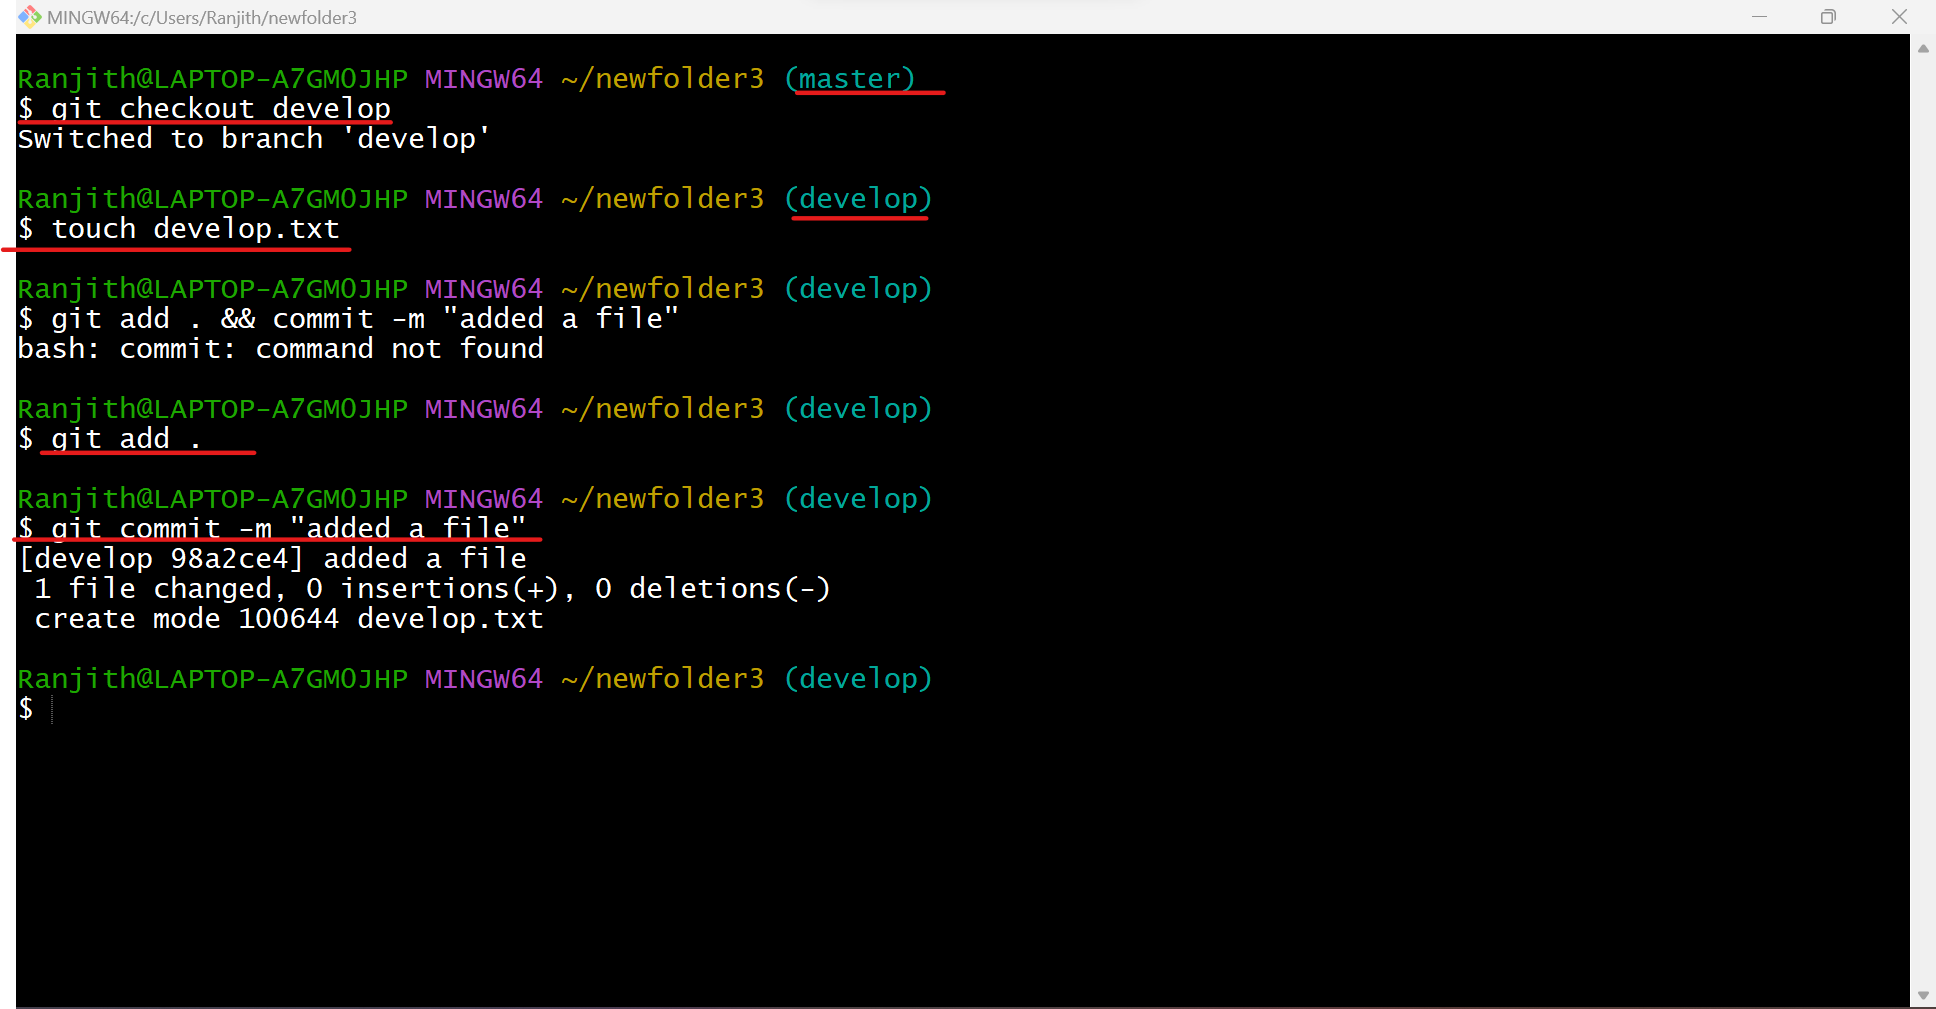 MINGW64:/c/Users/Ranjith/newfolder3
Ranjith@LAPTOP-A7GM0JHP MINGW64 ~/newfolder3 (master)
$ git checkout develop
Switched to branch 'develop'
Ranjith@LAPTOP-A7GM0JHP MINGW64 ~/newfolder3 (develop)
$ touch develop.txt
Ranjith@LAPTOP-A7GM0JHP MINGW64 ~/newfolder3 (develop)
$ git add . && commit -m "added a file"
bash: commit: command not found
Ranjith@LAPTOP-A7GM0JHP MINGW64 ~/newfolder3 (develop)
$ git add .
Ranjith@LAPTOP-A7GM0JHP MINGW64 ~/newfolder3 (develop)
$ git commit -m "added a file"
[develop 98a2ce4] added a file
 1 file changed, 0 insertions(+), 0 deletions(-)
 create mode 100644 develop.txt
Ranjith@LAPTOP-A7GM0JHP MINGW64 ~/newfolder3 (develop)
$